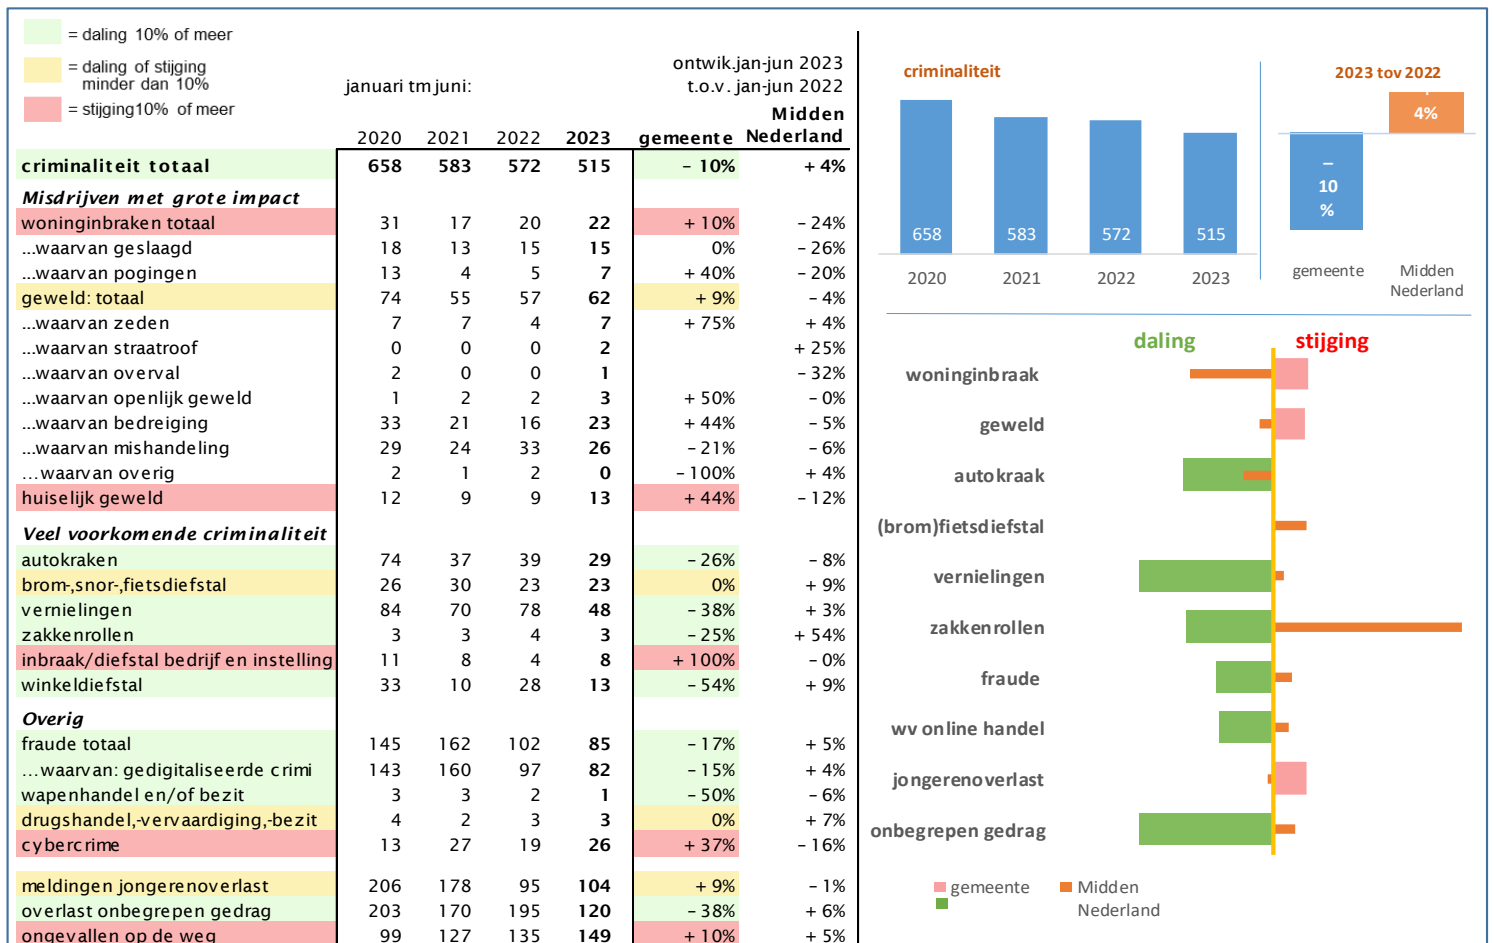 = daling 10% of meer
= daling of stijging
minder dan 10%
= stijging10% of meer
januari tm juni:
ontwik.jan-jun 2023
t.o.v. jan-jun 2022
2020 2021 2022 2023 gemeente Midden Nederland
criminaliteit totaal 658 583 572 515 – 10% + 4%
Misdrijven met grote impact
woninginbraken totaal 31 17 20 22 + 10% – 24%
...waarvan geslaagd 18 13 15 15 0% – 26%
...waarvan pogingen 13 4 5 7 + 40% – 20%
geweld: totaal 74 55 57 62 + 9% – 4%
...waarvan zeden 7 7 4 7 + 75% + 4%
...waarvan straatroof 0 0 0 2 + 25%
...waarvan overval 2 0 0 1 – 32%
...waarvan openlijk geweld 1 2 2 3 + 50% – 0%
...waarvan bedreiging 33 21 16 23 + 44% – 5%
...waarvan mishandeling 29 24 33 26 – 21% – 6%
...waarvan overig 2 1 2 0 – 100% + 4%
huiselijk geweld 12 9 9 13 + 44% – 12%
Veel voorkomende criminaliteit
autokraken 74 37 39 29 – 26% – 8%
brom-,snor-,fietsdiefstal 26 30 23 23 0% + 9%
vernielingen 84 70 78 48 – 38% + 3%
zakkenrollen 3 3 4 3 – 25% + 54%
inbraak/diefstal bedrijf en instelling 11 8 4 8 + 100% – 0%
winkeldiefstal 33 10 28 13 – 54% + 9%
Overig
fraude totaal 145 162 102 85 – 17% + 5%
...waarvan: gedigitaliseerde crimi 143 160 97 82 – 15% + 4%
wapenhandel en/of bezit 3 3 2 1 – 50% – 6%
drugshandel,-vervaardiging,-bezit 4 2 3 3 0% + 7%
cybercrime 13 27 19 26 + 37% – 16%
meldingen jongerenoverlast 206 178 95 104 + 9% – 1%
overlast onbegrepen gedrag 203 170 195 120 – 38% + 6%
ongevallen op de weg 99 127 135 149 + 10% + 5%
criminaliteit
658 583 572 515
2020 2021 2022 2023
2023 tov 2022
4%
–
10
%
gemeente
Midden
Nederland
daling stijging
woninginbraak
geweld
autokraak
(brom)fietsdiefstal
vernielingen
zakkenrollen
fraude
wv online handel
jongerenoverlast
onbegrepen gedrag
gemeente
Midden
Nederland